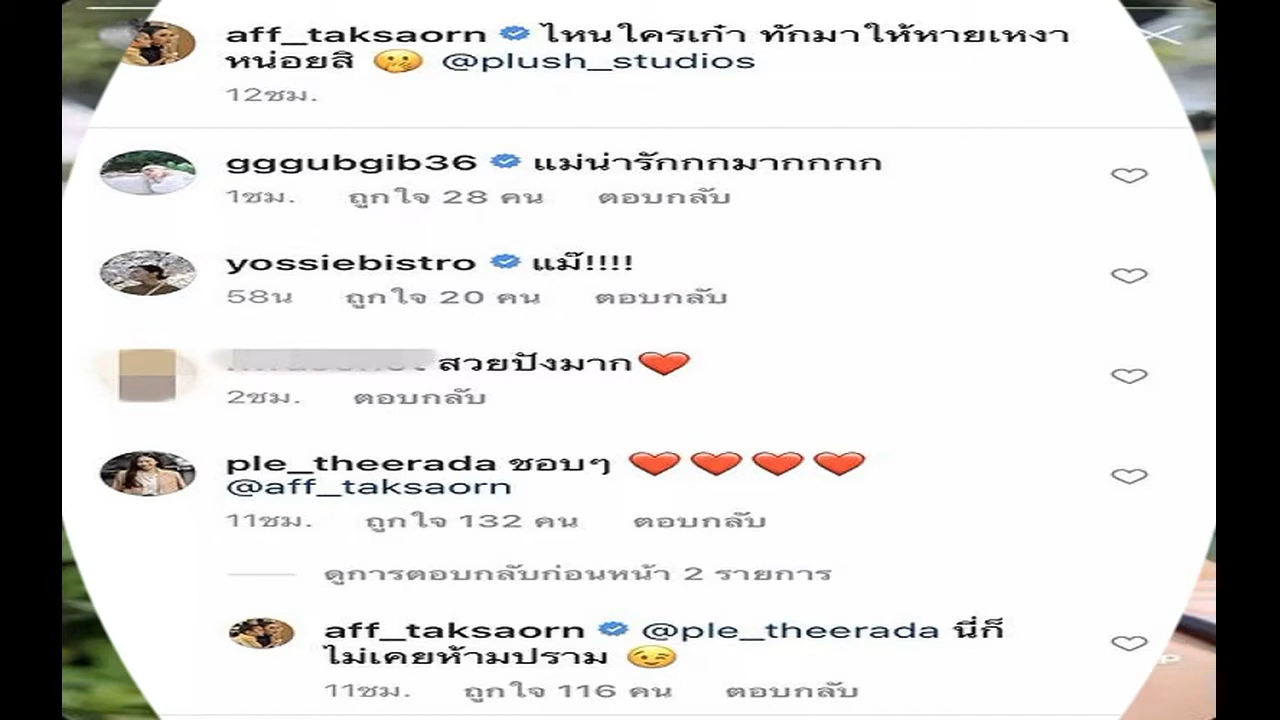 aff_taksaorn ไหนใครเก๋า ทักมาให้หายเหงา
หน่อยสิ 🤭 @plush_studios
12ชม.
gggubgib36 แม่น่ารักกกมากกกก
1ชม. ถูกใจ 28 คน ตอบกลับ
yossiebistro แม๊!!!!
58น ถูกใจ 20 คน ตอบกลับ
สวยปังมาก❤️
2ชม. ตอบกลับ
ple_theerada ชอบๆ ❤️❤️❤️❤️
@aff_taksaorn
11ชม. ถูกใจ 132 คน ตอบกลับ
ดูการตอบกลับก่อนหน้า 2 รายการ
aff_taksaorn @ple_theerada นี่ก็
ไม่เคยห้ามปราม 😉
11ชม. ถูกใจ 116 คน ตอบกลับ